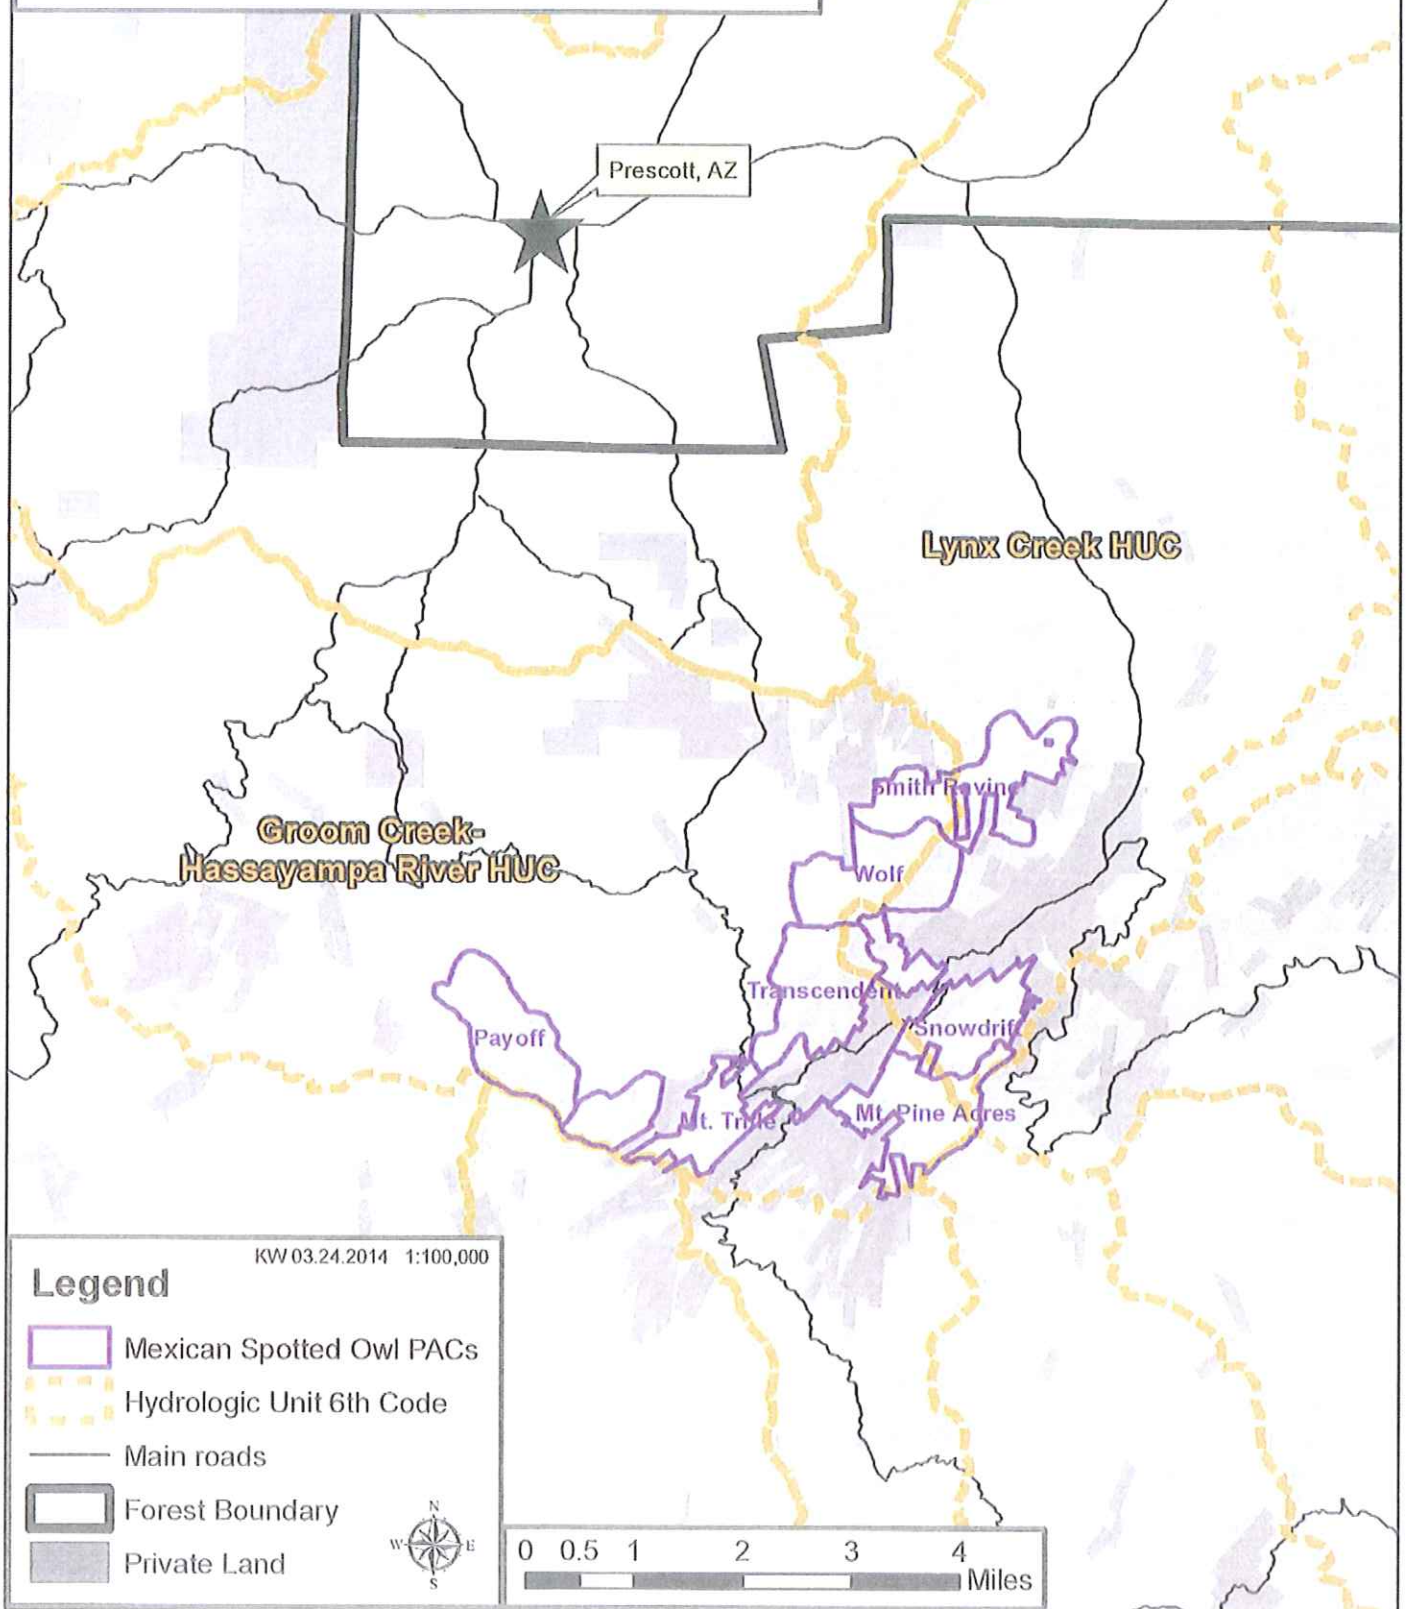 Prescott, AZ
Lynx Creek HUC
Smith Ravine
Groom Creek-
Hassayampa River HUC
Wolf
Transcendent
Payoff
Snowdrift
Mt. Tritle
Mt. Pine Acres
KW 03.24.2014 1:100,000
Legend
Mexican Spotted Owl PACs
Hydrologic Unit 6th Code
Main roads
Forest Boundary
Private Land
N
W E
S
0 0.5 1 2 3 4
Miles